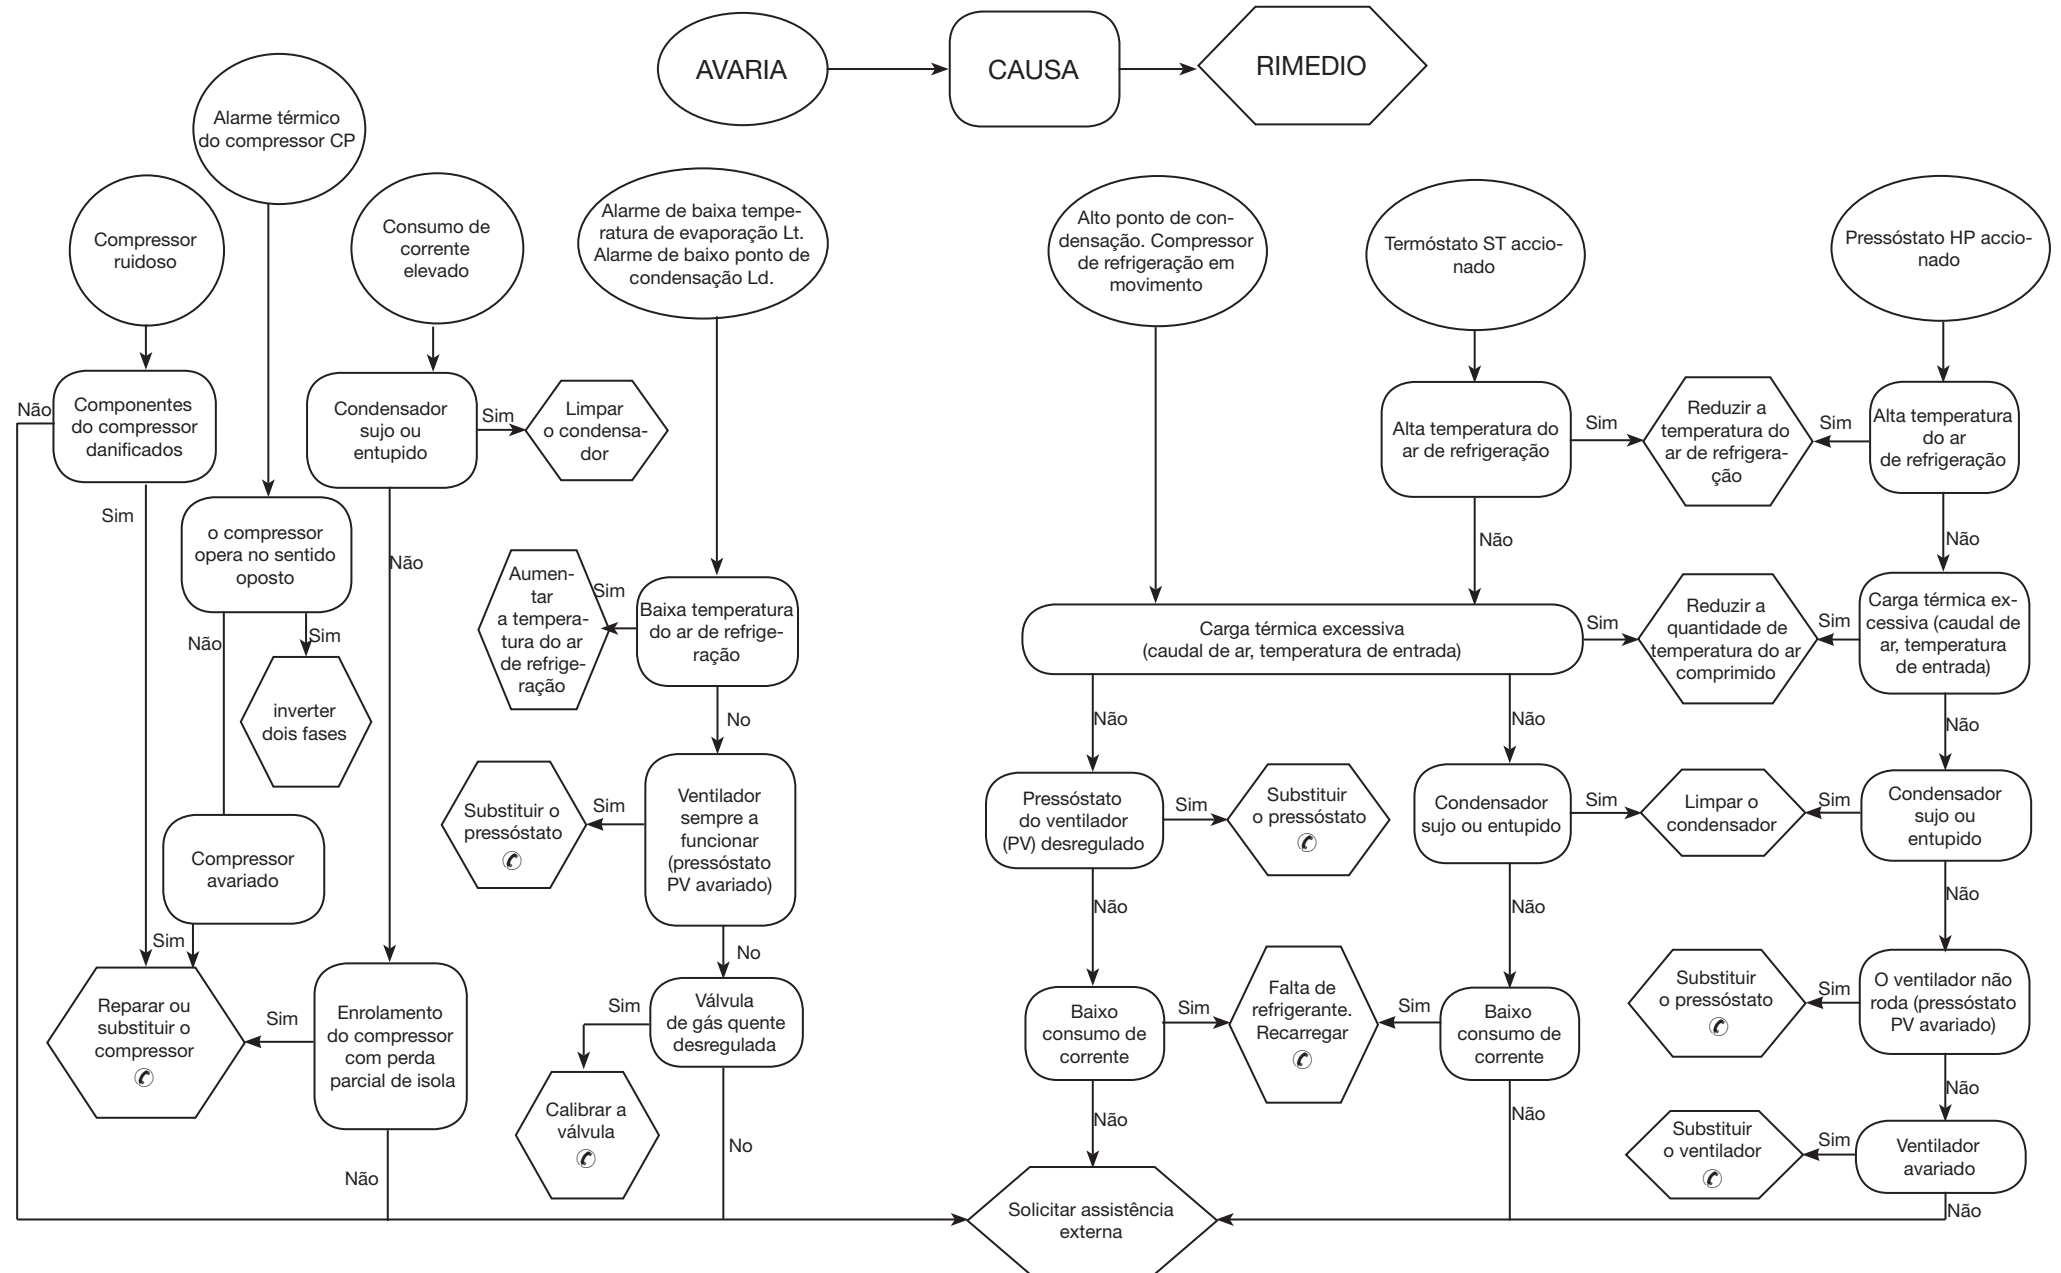 AVARIA
CAUSA
RIMEDIO
Alarme térmico
do compressor CP
Compressor
ruidoso
Consumo de
corrente
elevado
Alarme de baixa tempe-
ratura de evaporação Lt.
Alarme de baixo ponto de
condensação Ld.
Alto ponto de con-
densação. Compressor
de refrigeração em
movimento
Termóstato ST accio-
nado
Pressóstato HP accio-
nado
Não
Componentes
do compressor
danificados
Sim
Condensador
sujo ou
entupido
Sim
Limpar
o condensa-
dor
Não
Alta temperatura do
ar de refrigeração
Sim
Reduzir a
temperatura do
ar de refrigera-
ção
Sim
Alta temperatura
do ar
de refrigeração
Não
Não
o compressor
opera no sentido
oposto
Não
Sim
inverter
dois fases
Aumen-
tar
a tempera-
tura do ar
de refrige-
ração
Sim
Baixa temperatura
do ar de refrige-
ração
No
Carga térmica excessiva
(caudal de ar, temperatura de entrada)
Sim
Reduzir a
quantidade de
temperatura do ar
comprimido
Sim
Carga térmica ex-
cessiva (caudal de
ar, temperatura
de entrada)
Não
Não
Não
Compressor
avariado
Sim
Substituir o
pressóstato
Sim
Ventilador
sempre a
funcionar
(pressóstato
PV avariado)
No
Pressóstato
do ventilador
(PV) desregulado
Sim
Substituir
o pressóstato
Não
Condensador
sujo ou entupido
Sim
Limpar o
condensador
Sim
Condensador
sujo ou
entupido
Não
Não
Reparar ou
substituir o
compressor
Sim
Enrolamento
do compressor
com perda
parcial de isola
Não
Sim
Válvula
de gás quente
desregulada
Calibrar a
válvula
No
Baixo
consumo de
corrente
Sim
Falta de
refrigerante.
Recarregar
Sim
Baixo
consumo de
corrente
Não
Não
Substituir
o pressóstato
Sim
O ventilador não
roda (pressóstato
PV avariado)
Não
Substituir
o ventilador
Sim
Ventilador
avariado
Não
Solicitar assistência
externa